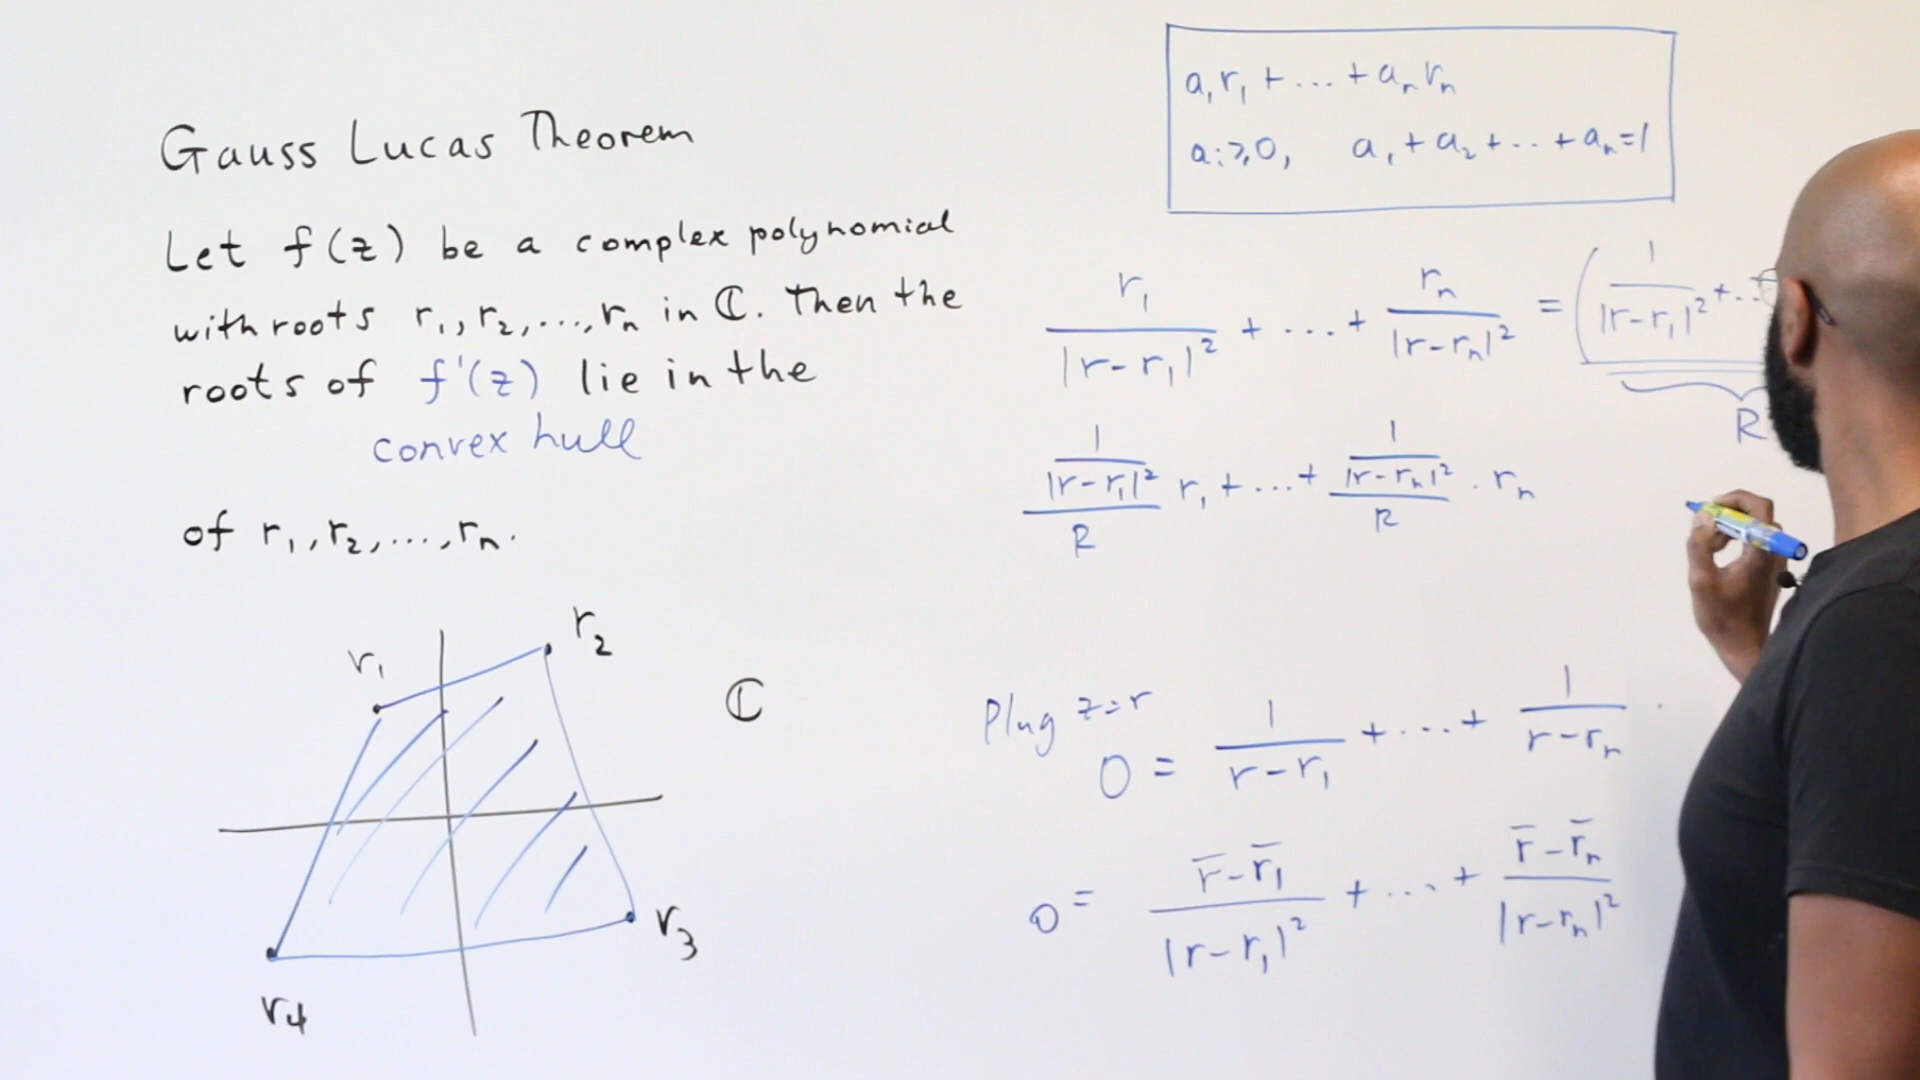 Gauss Lucas Theorem
Let f(z) be a complex polynomial
with roots r₁, r₂, ..., rₙ in ℂ. Then the
roots of f'(z) lie in the
convex hull
of r₁, r₂, ..., rₙ.
r₁
r₂
ℂ
r₃
r₄
a₁r₁ + ... + aₙrₙ
aᵢ ≥ 0, a₁ + a₂ + ... + aₙ = 1
r₁/|r-r₁|² + ... + rₙ/|r-rₙ|² = (1/|r-r₁|² + ...
R
(1/|r-r₁|²)/R r₁ + ... + (1/|r-rₙ|²)/R · rₙ
Plug z=r
0 = 1/(r-r₁) + ... + 1/(r-rₙ) .
0 = (r̅-r̅₁)/|r-r₁|² + ... + (r̅-r̅ₙ)/|r-rₙ|²